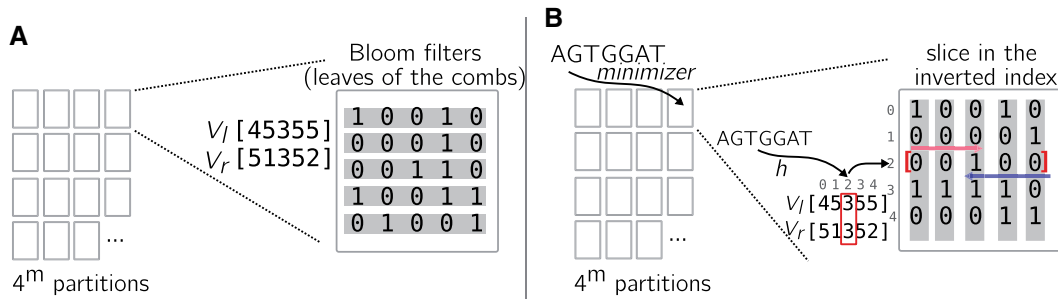 A
Bloom filters
(leaves of the combs)
1 0 0 1 0
0 0 0 1 0
0 0 1 1 0
1 0 0 1 1
0 1 0 0 1
Vl [45355]
Vr [51352]
...
4^m partitions
B
AGTGGAT
minimizer
slice in the
inverted index
AGTGGAT
h
0 1 2 3 4
Vl [45355]
Vr [51352]
0 1 0 0 1 0
1 0 0 0 0 1
2 [0 0 1 0 0]
3 1 1 1 1 0
4 0 0 0 1 1
...
4^m partitions